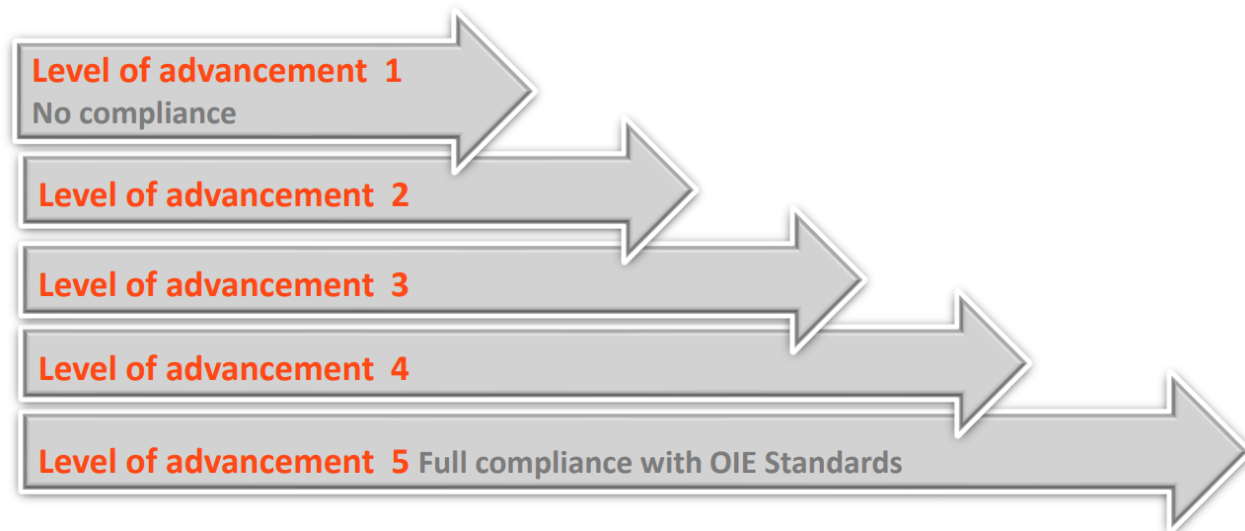 Level of advancement 1
No compliance
Level of advancement 2
Level of advancement 3
Level of advancement 4
Level of advancement 5 Full compliance with OIE Standards